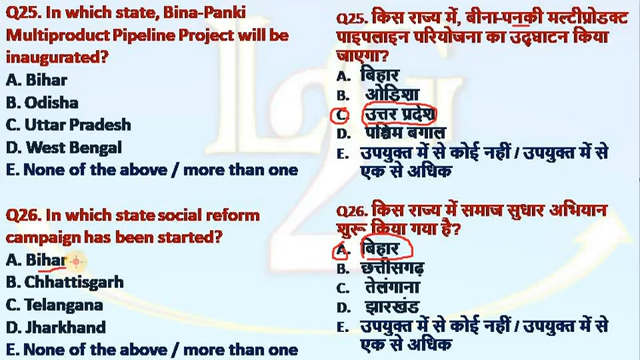 Q25. In which state, Bina-Panki
Multiproduct Pipeline Project will be
inaugurated?
A. Bihar
B. Odisha
C. Uttar Pradesh
D. West Bengal
E. None of the above / more than one
Q26. In which state social reform
campaign has been started?
A. Bihar
B. Chhattisgarh
C. Telangana
D. Jharkhand
E. None of the above / more than one
Q25. किस राज्य में, बीना-पनकी मल्टीप्रोडक्ट
पाइपलाइन परियोजना का उद्घाटन किया
जाएगा?
A. बिहार
B. ओडिशा
C. उत्तर प्रदेश
D. पश्चिम बंगाल
E. उपयुक्त में से कोई नहीं / उपयुक्त में से
एक से अधिक
Q26. किस राज्य में समाज सुधार अभियान
शुरू किया गया है?
A. बिहार
B. छत्तीसगढ़
C. तेलंगाना
D. झारखंड
E. उपयुक्त में से कोई नहीं / उपयुक्त में से
एक से अधिक